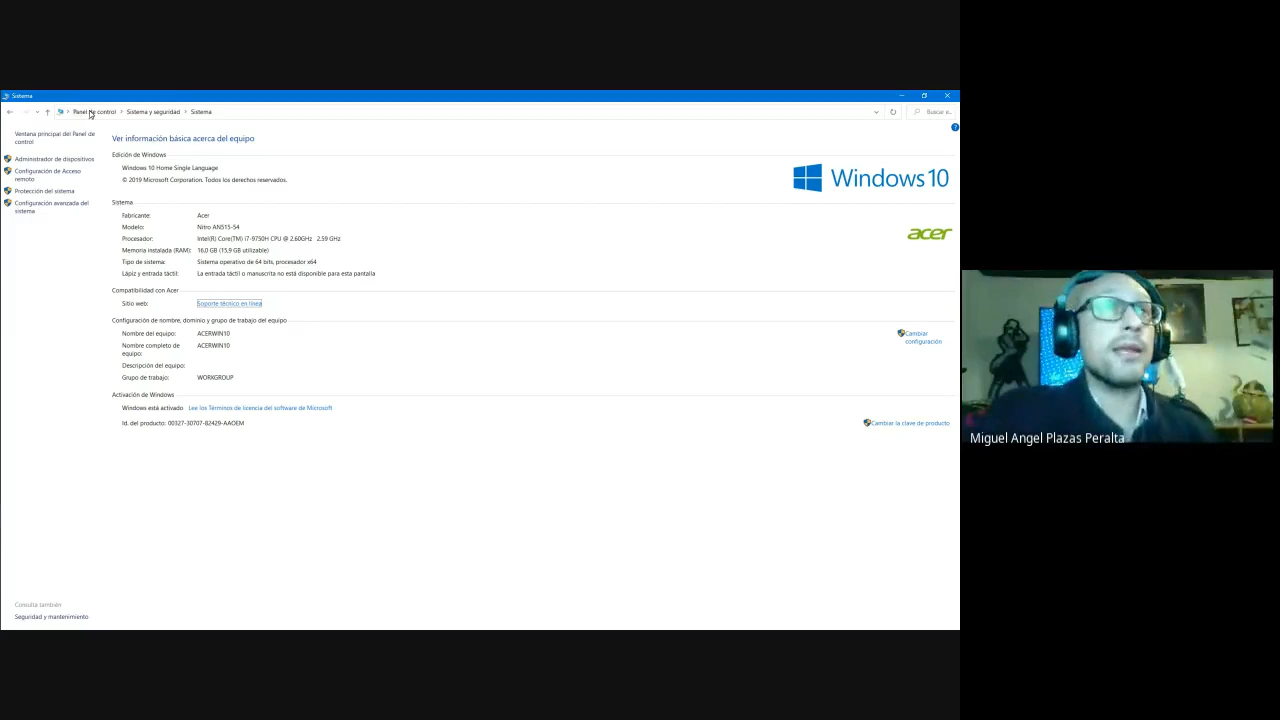 Sistema
Panel de control > Sistema y seguridad > Sistema
Buscar e...
Ventana principal del Panel de
control
Administrador de dispositivos
Configuración de Acceso
remoto
Protección del sistema
Configuración avanzada del
sistema
Ver información básica acerca del equipo
Edición de Windows
Windows 10 Home Single Language
© 2019 Microsoft Corporation. Todos los derechos reservados.
Windows 10
Sistema
Fabricante: Acer
Modelo: Nitro AN515-54
Procesador: Intel(R) Core(TM) i7-9750H CPU @ 2.60GHz 2.59 GHz
Memoria instalada (RAM): 16,0 GB (15,9 GB utilizable)
Tipo de sistema: Sistema operativo de 64 bits, procesador x64
Lápiz y entrada táctil: La entrada táctil o manuscrita no está disponible para esta pantalla
acer
Compatibilidad con Acer
Sitio web: Soporte técnico en línea
Configuración de nombre, dominio y grupo de trabajo del equipo
Nombre del equipo: ACERWIN10
Nombre completo de
equipo: ACERWIN10
Descripción del equipo:
Grupo de trabajo: WORKGROUP
Cambiar
configuración
Activación de Windows
Windows está activado Lee los Términos de licencia del software de Microsoft
Id. del producto: 00327-30707-82429-AAOEM
Cambiar la clave de producto
Consulta también
Seguridad y mantenimiento
Miguel Angel Plazas Peralta